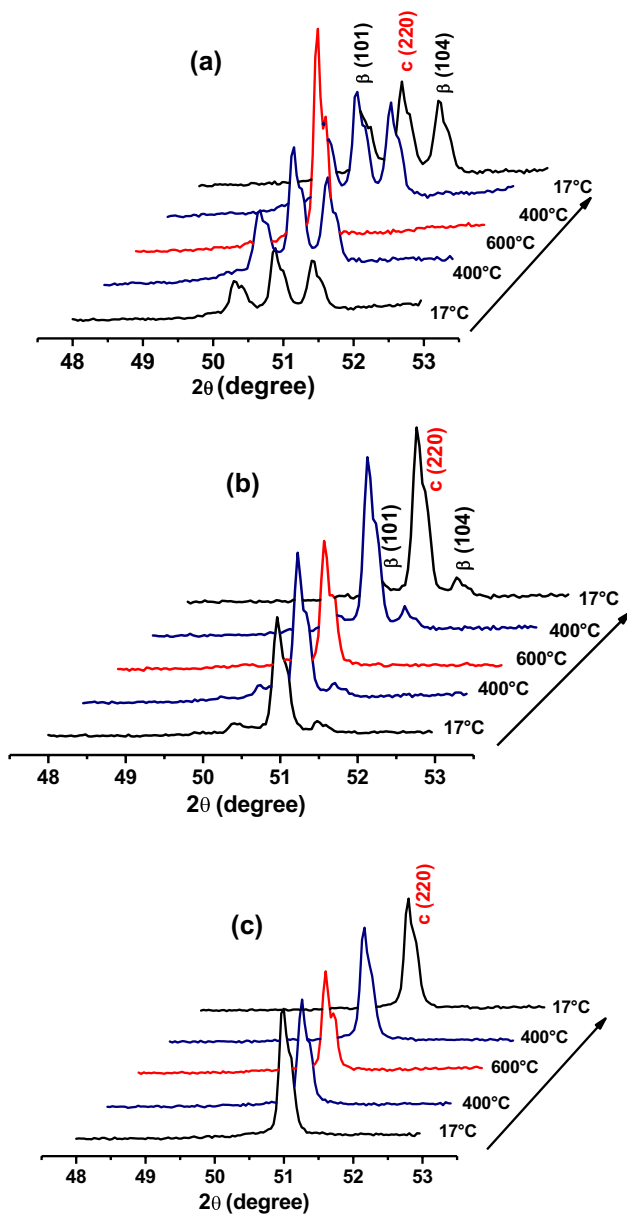 (a)
β (101)
c (220)
β (104)
17°C
400°C
600°C
400°C
17°C
48 49 50 51 52 53
2θ (degree)
(b)
β (101)
c (220)
β (104)
17°C
400°C
600°C
400°C
17°C
48 49 50 51 52 53
2θ (degree)
(c)
c (220)
17°C
400°C
600°C
400°C
17°C
48 49 50 51 52 53
2θ (degree)